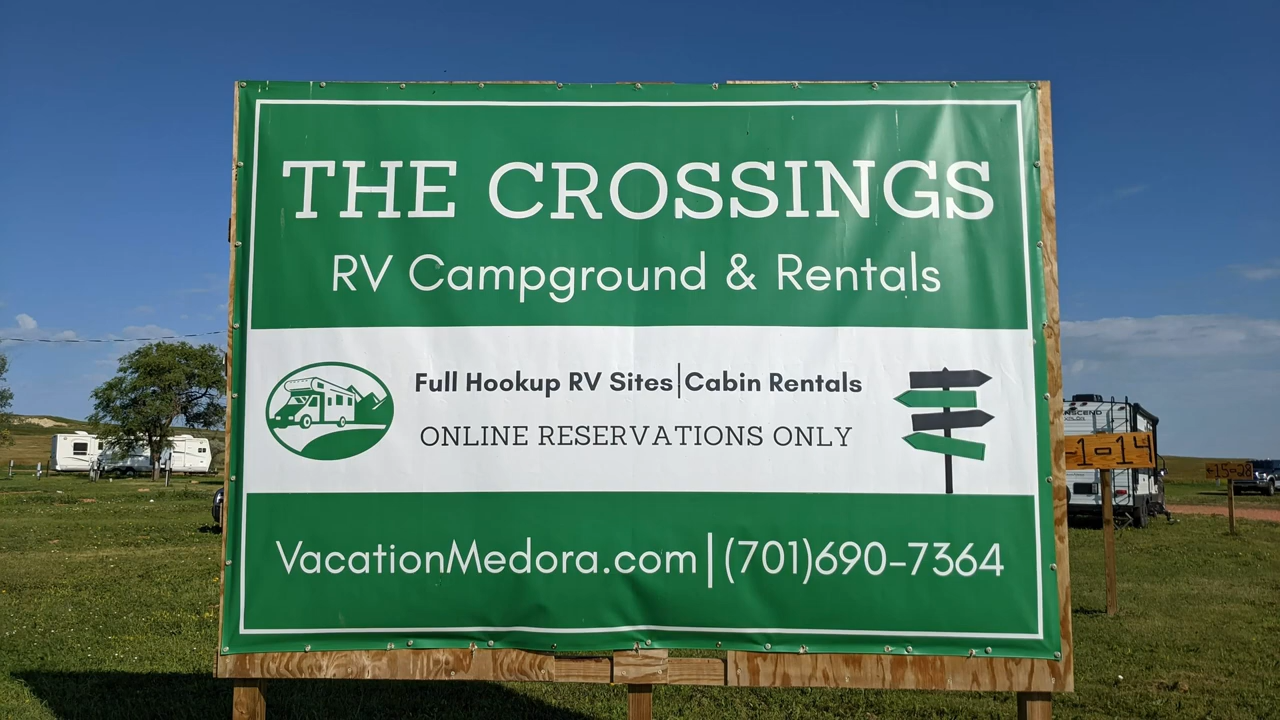 THE CROSSINGS
RV Campground & Rentals
Full Hookup RV Sites|Cabin Rentals
ONLINE RESERVATIONS ONLY
VacationMedora.com|(701)690-7364
1-14
15-28